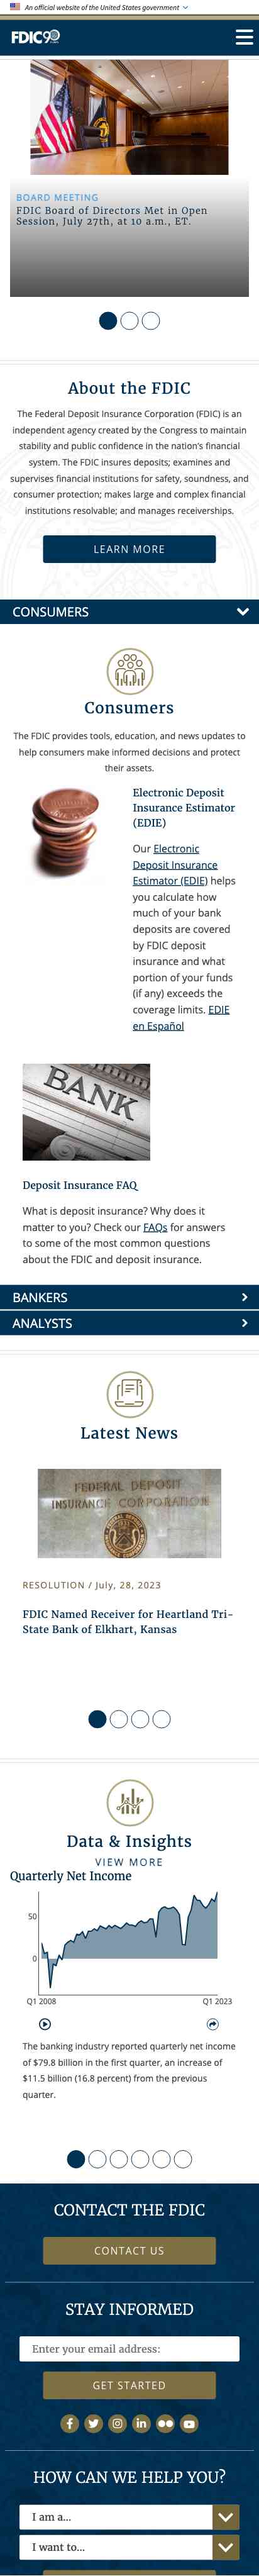 An official website of the United States government
FDIC90
BOARD MEETING
FDIC Board of Directors Met in Open
Session, July 27th, at 10 a.m., ET.
About the FDIC
The Federal Deposit Insurance Corporation (FDIC) is an
independent agency created by the Congress to maintain
stability and public confidence in the nation's financial
system. The FDIC insures deposits; examines and
supervises financial institutions for safety, soundness, and
consumer protection; makes large and complex financial
institutions resolvable; and manages receiverships.
LEARN MORE
CONSUMERS
Consumers
The FDIC provides tools, education, and news updates to
help consumers make informed decisions and protect
their assets.
Electronic Deposit
Insurance Estimator
(EDIE)
Our Electronic
Deposit Insurance
Estimator (EDIE) helps
you calculate how
much of your bank
deposits are covered
by FDIC deposit
insurance and what
portion of your funds
(if any) exceeds the
coverage limits. EDIE
en Español
BANK
Deposit Insurance FAQ
What is deposit insurance? Why does it
matter to you? Check our FAQs for answers
to some of the most common questions
about the FDIC and deposit insurance.
BANKERS
ANALYSTS
Latest News
FEDERAL DEPOSIT
INSURANCE CORPORATION
RESOLUTION / July, 28, 2023
FDIC Named Receiver for Heartland Tri-
State Bank of Elkhart, Kansas
Data & Insights
VIEW MORE
Quarterly Net Income
50
0
Q1 2008 Q1 2023
The banking industry reported quarterly net income
of $79.8 billion in the first quarter, an increase of
$11.5 billion (16.8 percent) from the previous
quarter.
CONTACT THE FDIC
CONTACT US
STAY INFORMED
Enter your email address:
GET STARTED
HOW CAN WE HELP YOU?
I am a...
I want to...